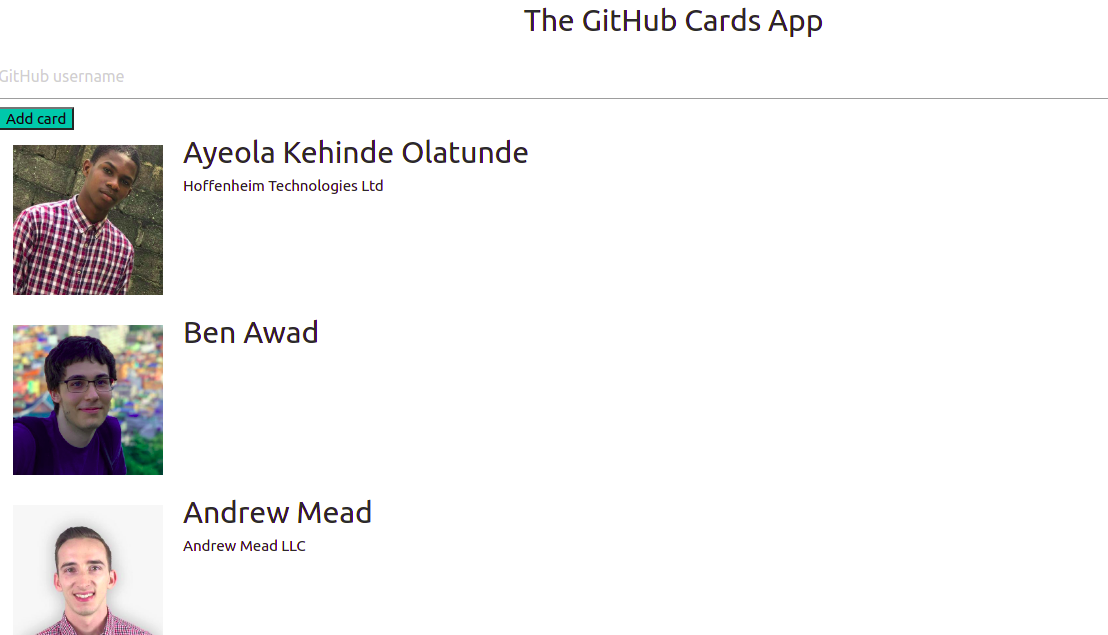 The GitHub Cards App
GitHub username
Add card
Ayeola Kehinde Olatunde
Hoffenheim Technologies Ltd
Ben Awad
Andrew Mead
Andrew Mead LLC